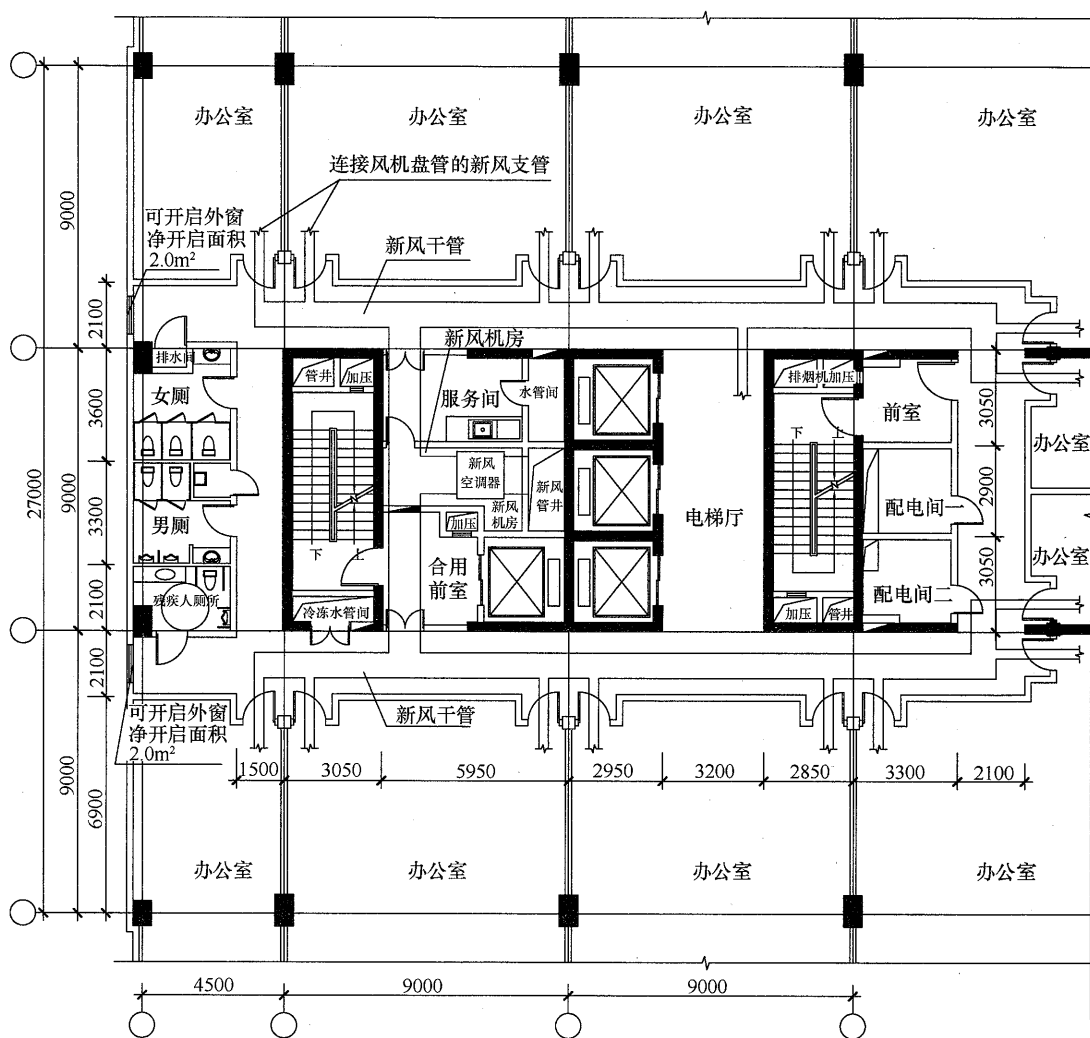 办公室
办公室
办公室
办公室
连接风机盘管的新风支管
可开启外窗
净开启面积
2.0m²
新风干管
9000
2100
新风机房
排水间
管井
加压
服务间
水管间
排烟机
加压
女厕
前室
3600
3050
下
上
新风
空调器
新风
管井
新风
机房
办公室
27000
9000
3300
男厕
加压
电梯厅
下
上
配电间一
2900
合用
前室
办公室
3050
2100
残疾人厕所
冷冻水管间
加压
管井
配电间二
2100
可开启外窗
净开启面积
2.0m²
新风干管
1500
3050
5950
2950
3200
2850
3300
2100
9000
6900
办公室
办公室
办公室
办公室
4500
9000
9000